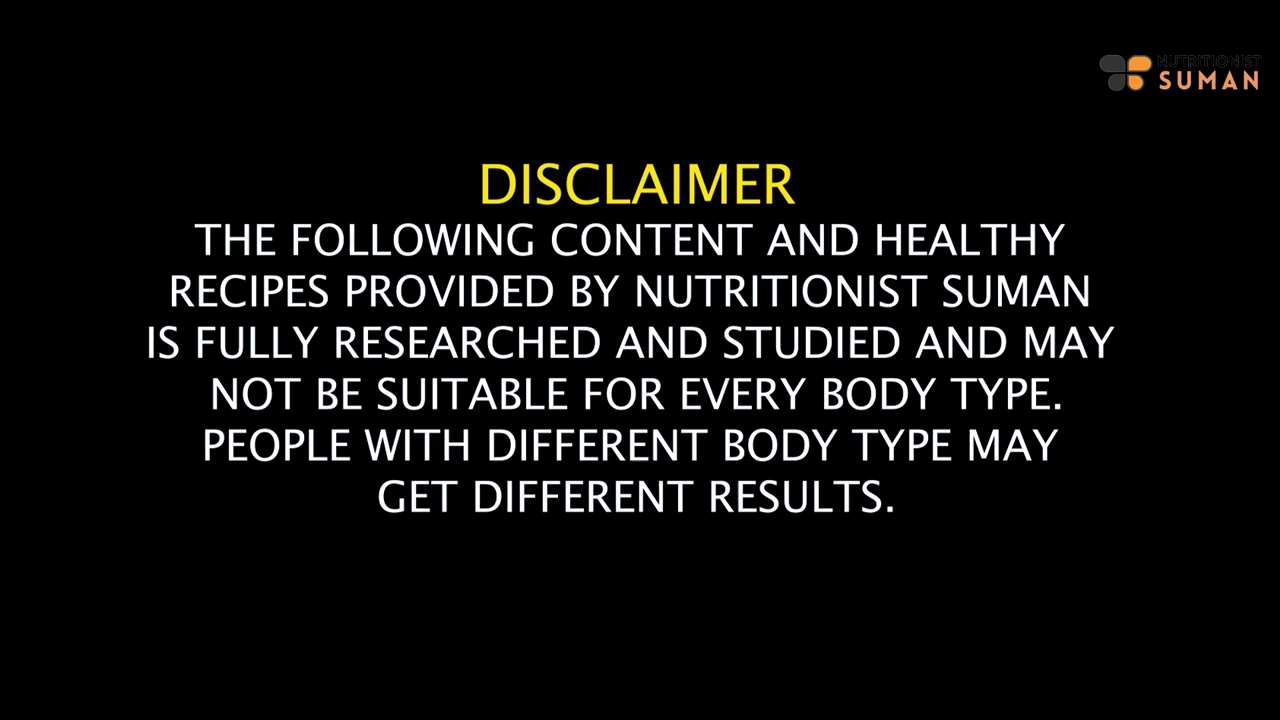 NUTRITIONIST
SUMAN
DISCLAIMER
THE FOLLOWING CONTENT AND HEALTHY
RECIPES PROVIDED BY NUTRITIONIST SUMAN
IS FULLY RESEARCHED AND STUDIED AND MAY
NOT BE SUITABLE FOR EVERY BODY TYPE.
PEOPLE WITH DIFFERENT BODY TYPE MAY
GET DIFFERENT RESULTS.